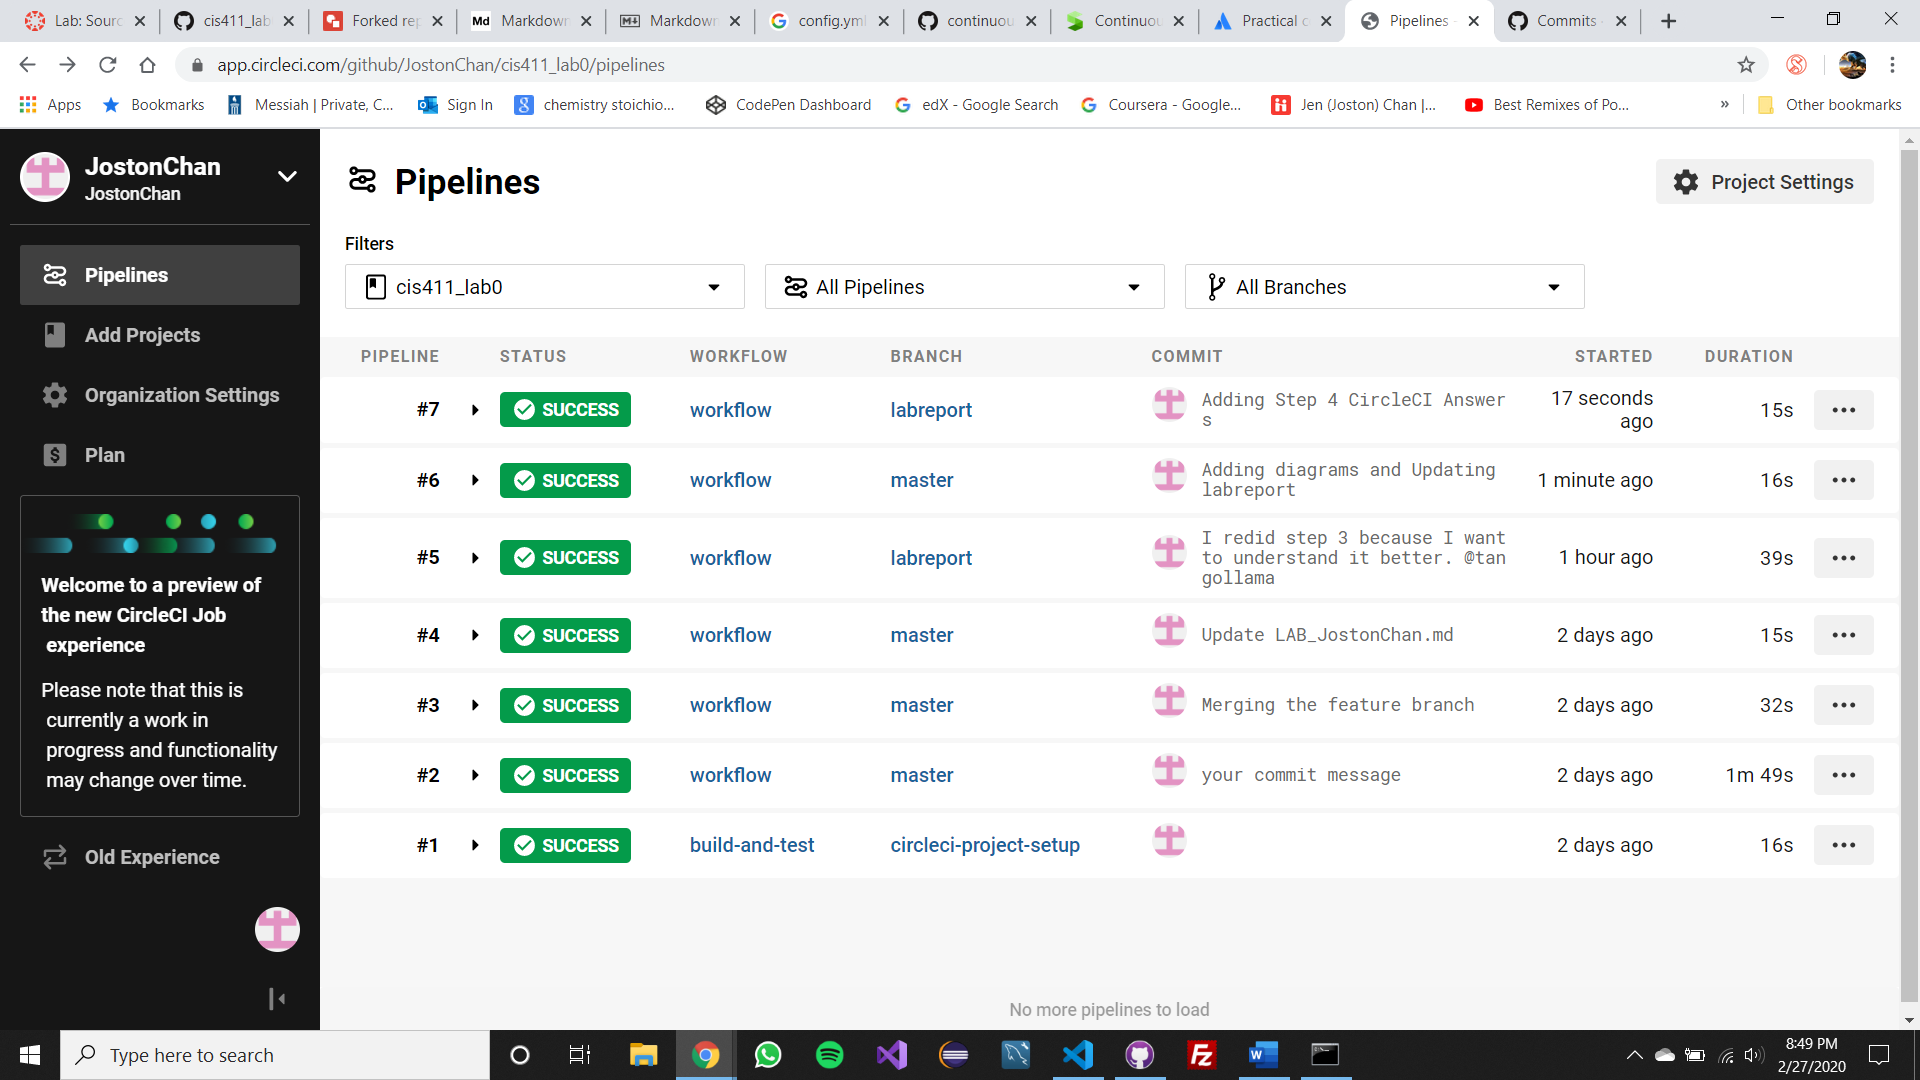 Lab: Sourc
cis411_lab
Forked rep
Markdown
Markdown
config.yml
continuou
Continuou
Practical c
Pipelines -
Commits ·
app.circleci.com/github/JostonChan/cis411_lab0/pipelines
Apps
Bookmarks
Messiah | Private, C...
Sign In
chemistry stoichio...
CodePen Dashboard
edX - Google Search
Coursera - Google...
Jen (Joston) Chan |...
Best Remixes of Po...
»
Other bookmarks
JostonChan
JostonChan
Pipelines
Add Projects
Organization Settings
Plan
Welcome to a preview of
the new CircleCI Job
experience
Please note that this is
currently a work in
progress and functionality
may change over time.
Old Experience
Pipelines
Project Settings
Filters
cis411_lab0
All Pipelines
All Branches
PIPELINE STATUS WORKFLOW BRANCH COMMIT STARTED DURATION
#7 SUCCESS workflow labreport
Adding Step 4 CircleCI Answer
s
17 seconds
ago
15s
#6 SUCCESS workflow master
Adding diagrams and Updating
labreport
1 minute ago 16s
#5 SUCCESS workflow labreport
I redid step 3 because I want
to understand it better. @tan
gollama
1 hour ago 39s
#4 SUCCESS workflow master Update LAB_JostonChan.md 2 days ago 15s
#3 SUCCESS workflow master Merging the feature branch 2 days ago 32s
#2 SUCCESS workflow master your commit message 2 days ago 1m 49s
#1 SUCCESS build-and-test circleci-project-setup 2 days ago 16s
No more pipelines to load
Type here to search
8:49 PM
2/27/2020